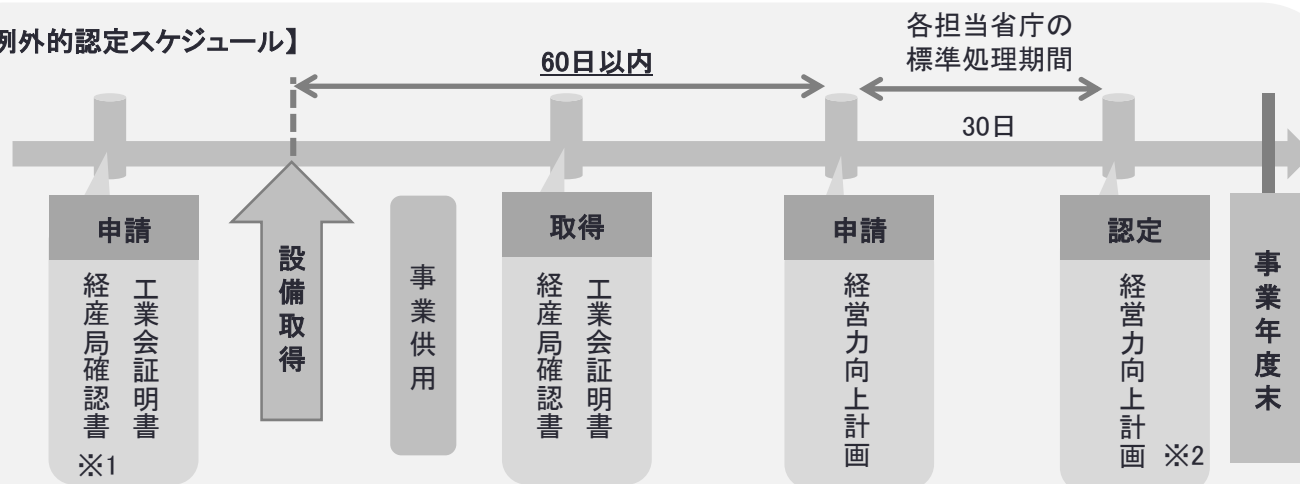 例外的認定スケジュール】
60日以内
各担当省庁の
標準処理期間
30日
申請
工業会証明書
経産局確認書
※1
設備取得
事業供用
取得
工業会証明書
経産局確認書
申請
経営力向上計画
認定
経営力向上計画
※2
事業年度末